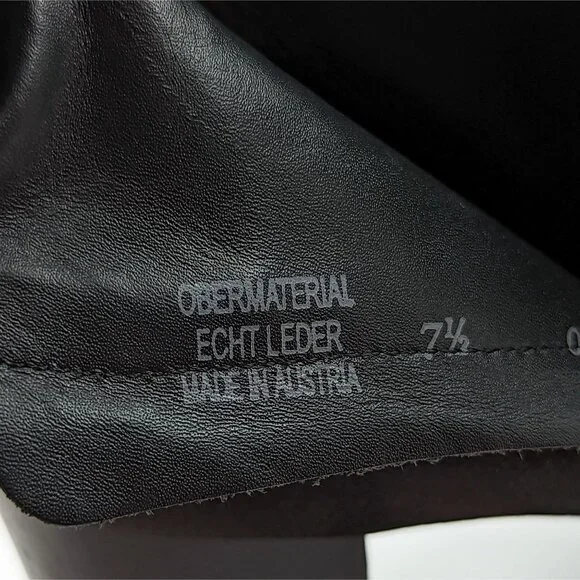 OBERMATERIAL
ECHT LEDER 7½
MADE IN AUSTRIA